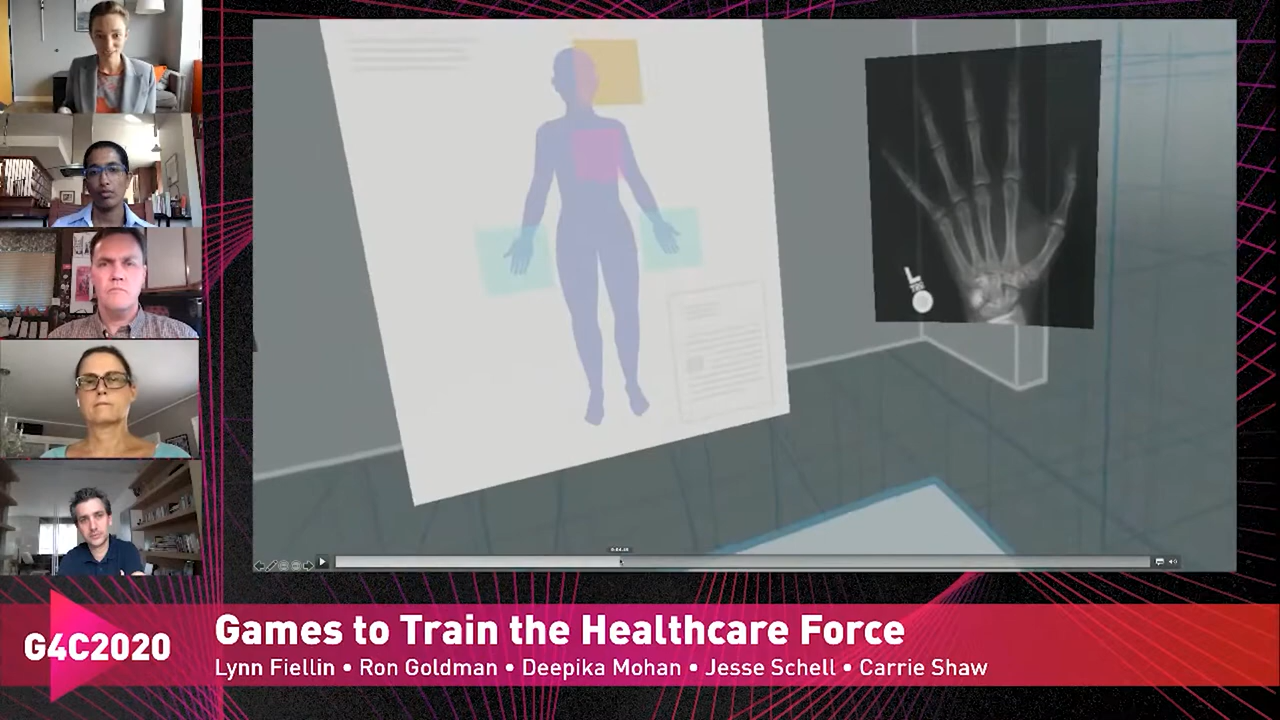 L
G4C2020
Games to Train the Healthcare Force
Lynn Fiellin • Ron Goldman • Deepika Mohan • Jesse Schell • Carrie Shaw